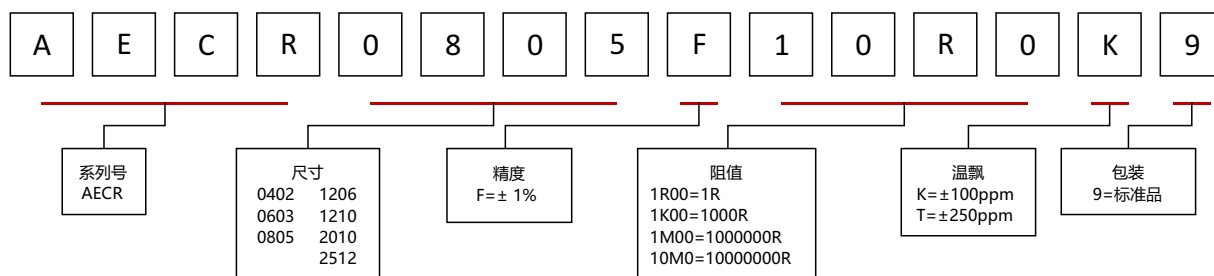 A E C R 0 8 0 5 F 1 0 R 0 K 9
系列号
AECR
尺寸
0402 1206
0603 1210
0805 2010
2512
精度
F=± 1%
阻值
1R00=1R
1K00=1000R
1M00=1000000R
10M0=10000000R
温飘
K=±100ppm
T=±250ppm
包装
9=标准品